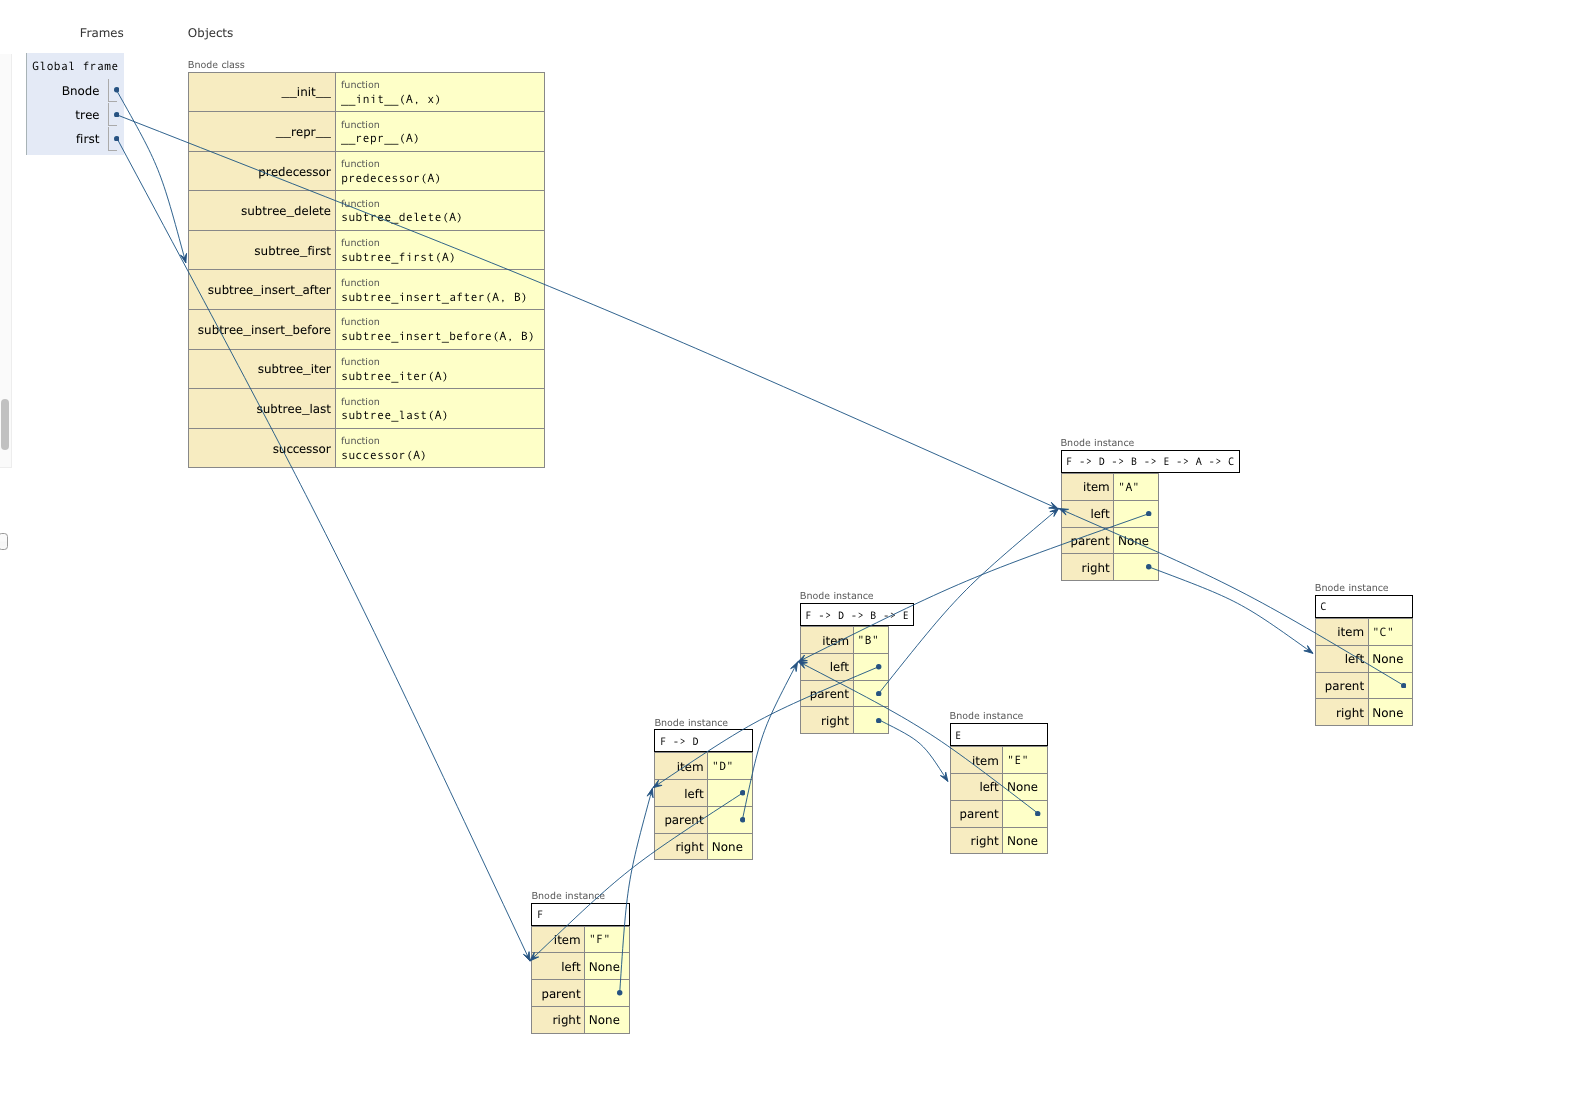 Frames
Objects
Global frame
Bnode
tree
first
Bnode class
__init__
function
__init__(A, x)
__repr__
function
__repr__(A)
predecessor
function
predecessor(A)
subtree_delete
function
subtree_delete(A)
subtree_first
function
subtree_first(A)
subtree_insert_after
function
subtree_insert_after(A, B)
subtree_insert_before
function
subtree_insert_before(A, B)
subtree_iter
function
subtree_iter(A)
subtree_last
function
subtree_last(A)
successor
function
successor(A)
Bnode instance
F -> D -> B -> E -> A -> C
item "A"
left
parent None
right
Bnode instance
C
item "C"
left None
parent
right None
Bnode instance
F -> D -> B -> E
item "B"
left
parent
right
Bnode instance
E
item "E"
left None
parent
right None
Bnode instance
F -> D
item "D"
left
parent
right None
Bnode instance
F
item "F"
left None
parent
right None